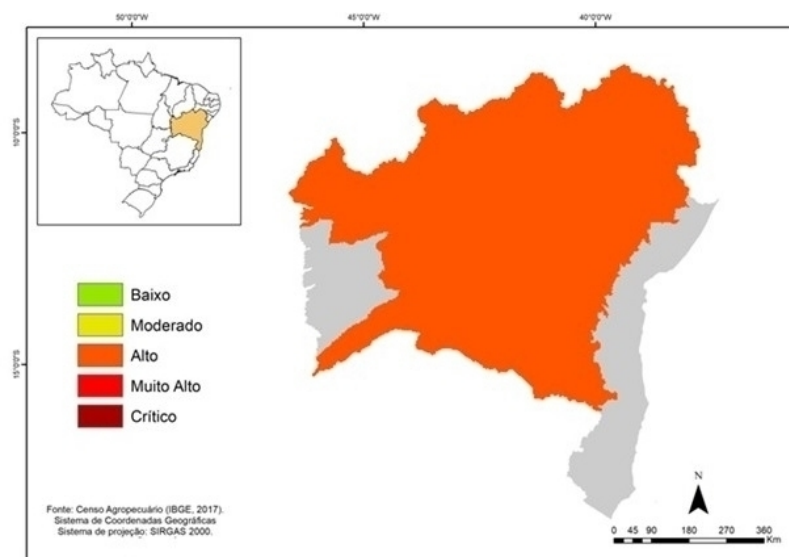 50°0'0"W 45°0'0"W 40°0'0"W
10°0'0"S
15°0'0"S
Baixo
Moderado
Alto
Muito Alto
Crítico
Fonte: Censo Agropecuário (IBGE, 2017).
Sistema de Coordenadas Geográficas
Sistema de projeção: SIRGAS 2000.
N
0 45 90 180 270 360
Km